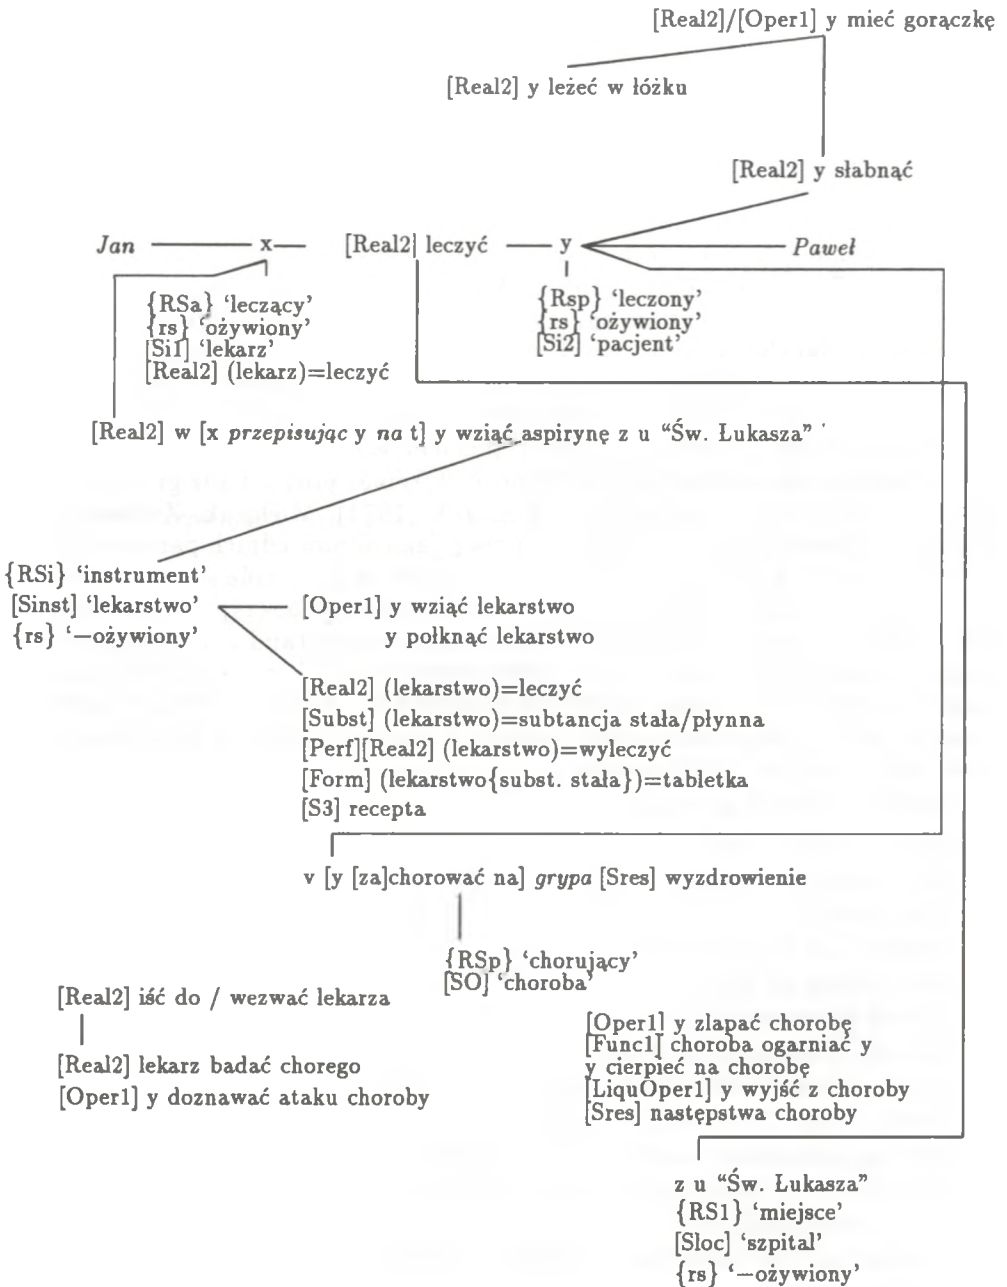 [Real2]/[Oper1] y mieć gorączkę
[Real2] y leżeć w łóżku
[Real2] y słabnąć
Jan x [Real2] leczyć y Paweł
{RSa} ‘leczący’
{rs} ‘ożywiony’
[Si1] ‘lekarz’
[Real2] (lekarz)=leczyć
{Rsp} ‘leczony’
{rs} ‘ożywiony’
[Si2] ‘pacjent’
[Real2] w [x przepisując y na t] y wziąć aspirynę z u “Św. Łukasza”
{RSi} ‘instrument’
[Sinst] ‘lekarstwo’
{rs} ‘−ożywiony’
[Oper1] y wziąć lekarstwo
y połknąć lekarstwo
[Real2] (lekarstwo)=leczyć
[Subst] (lekarstwo)=subtancja stała/płynna
[Perf][Real2] (lekarstwo)=wyleczyć
[Form] (lekarstwo{subst. stała})=tabletka
[S3] recepta
v [y [za]chorować na] grypa [Sres] wyzdrowienie
{RSp} ‘chorujący’
[SO] ‘choroba’
[Real2] iść do / wezwać lekarza
[Real2] lekarz badać chorego
[Oper1] y doznawać ataku choroby
[Oper1] y zlapać chorobę
[Func1] choroba ogarniać y
y cierpieć na chorobę
[LiquOper1] y wyjść z choroby
[Sres] następstwa choroby
z u “Św. Łukasza”
{RS1} ‘miejsce’
[Sloc] ‘szpital’
{rs} ‘−ożywiony’